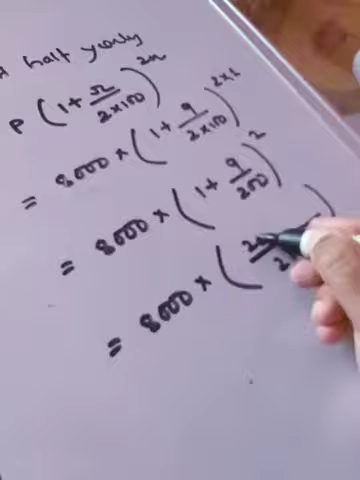 half yearly
P (1 + r/(2×100))^2n
= 8000 × (1 + 9/(2×100))^2×1
= 8000 × (1 + 9/200)^2
= 8000 × (